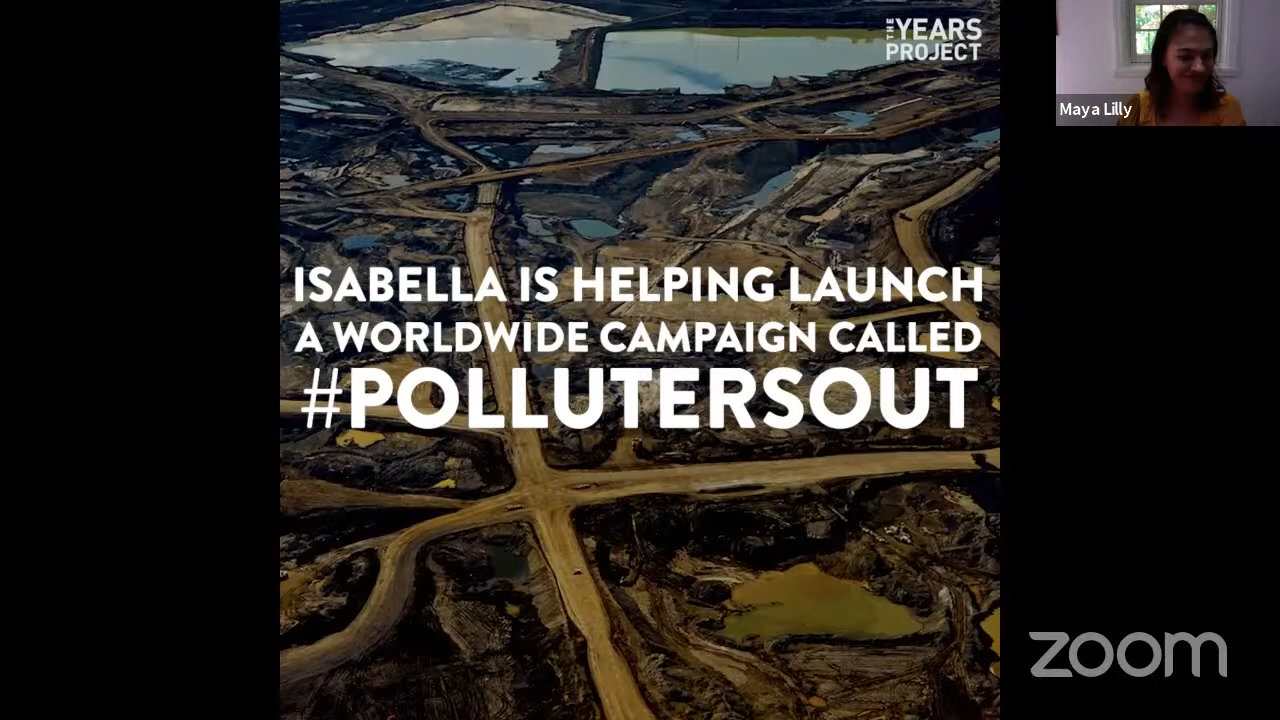 THE YEARS
PROJECT
Maya Lilly
ISABELLA IS HELPING LAUNCH
A WORLDWIDE CAMPAIGN CALLED
#POLLUTERSOUT
zoom